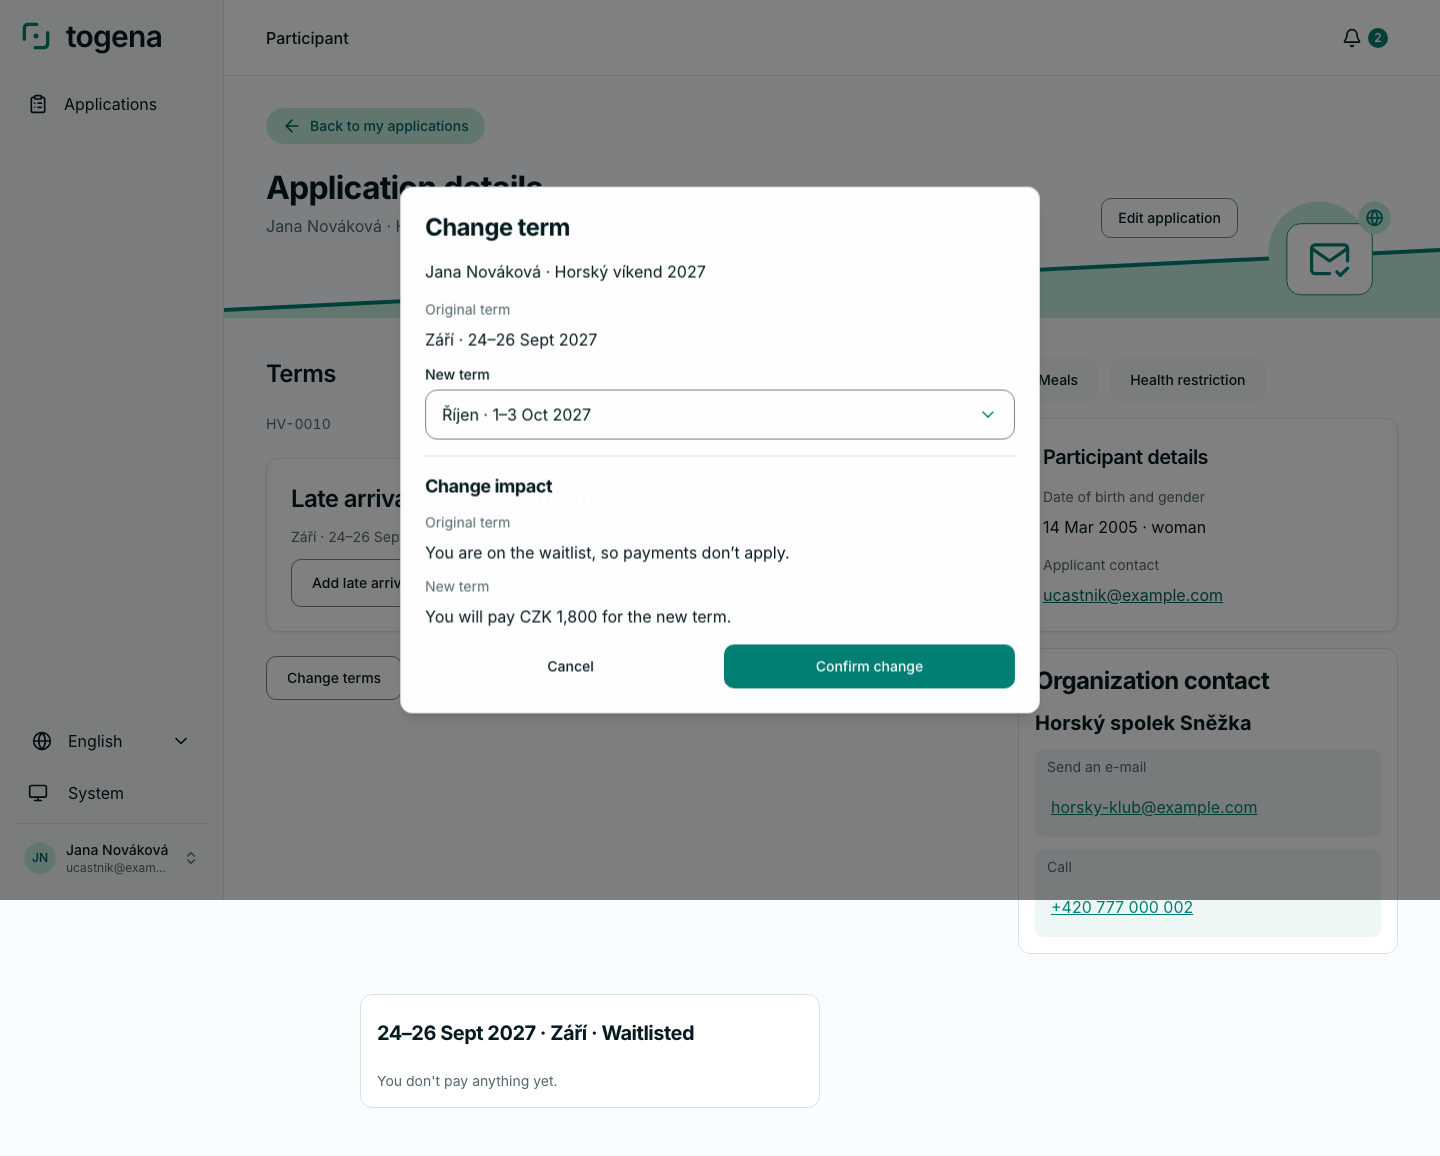 togena
Participant
2
Applications
Back to my applications
Application details
Jana Nováková · H
Edit application
Change term
Jana Nováková · Horský víkend 2027
Original term
Září · 24–26 Sept 2027
New term
Říjen · 1–3 Oct 2027
Change impact
Original term
You are on the waitlist, so payments don’t apply.
New term
You will pay CZK 1,800 for the new term.
Cancel
Confirm change
Terms
HV-0010
Late arriva
Září · 24–26 Sep
Add late arriv
Change terms
Meals
Health restriction
Participant details
Date of birth and gender
14 Mar 2005 · woman
Applicant contact
ucastnik@example.com
Organization contact
Horský spolek Sněžka
Send an e-mail
horsky-klub@example.com
Call
+420 777 000 002
English
System
JN
Jana Nováková
ucastnik@exam...
24–26 Sept 2027 · Září · Waitlisted
You don't pay anything yet.